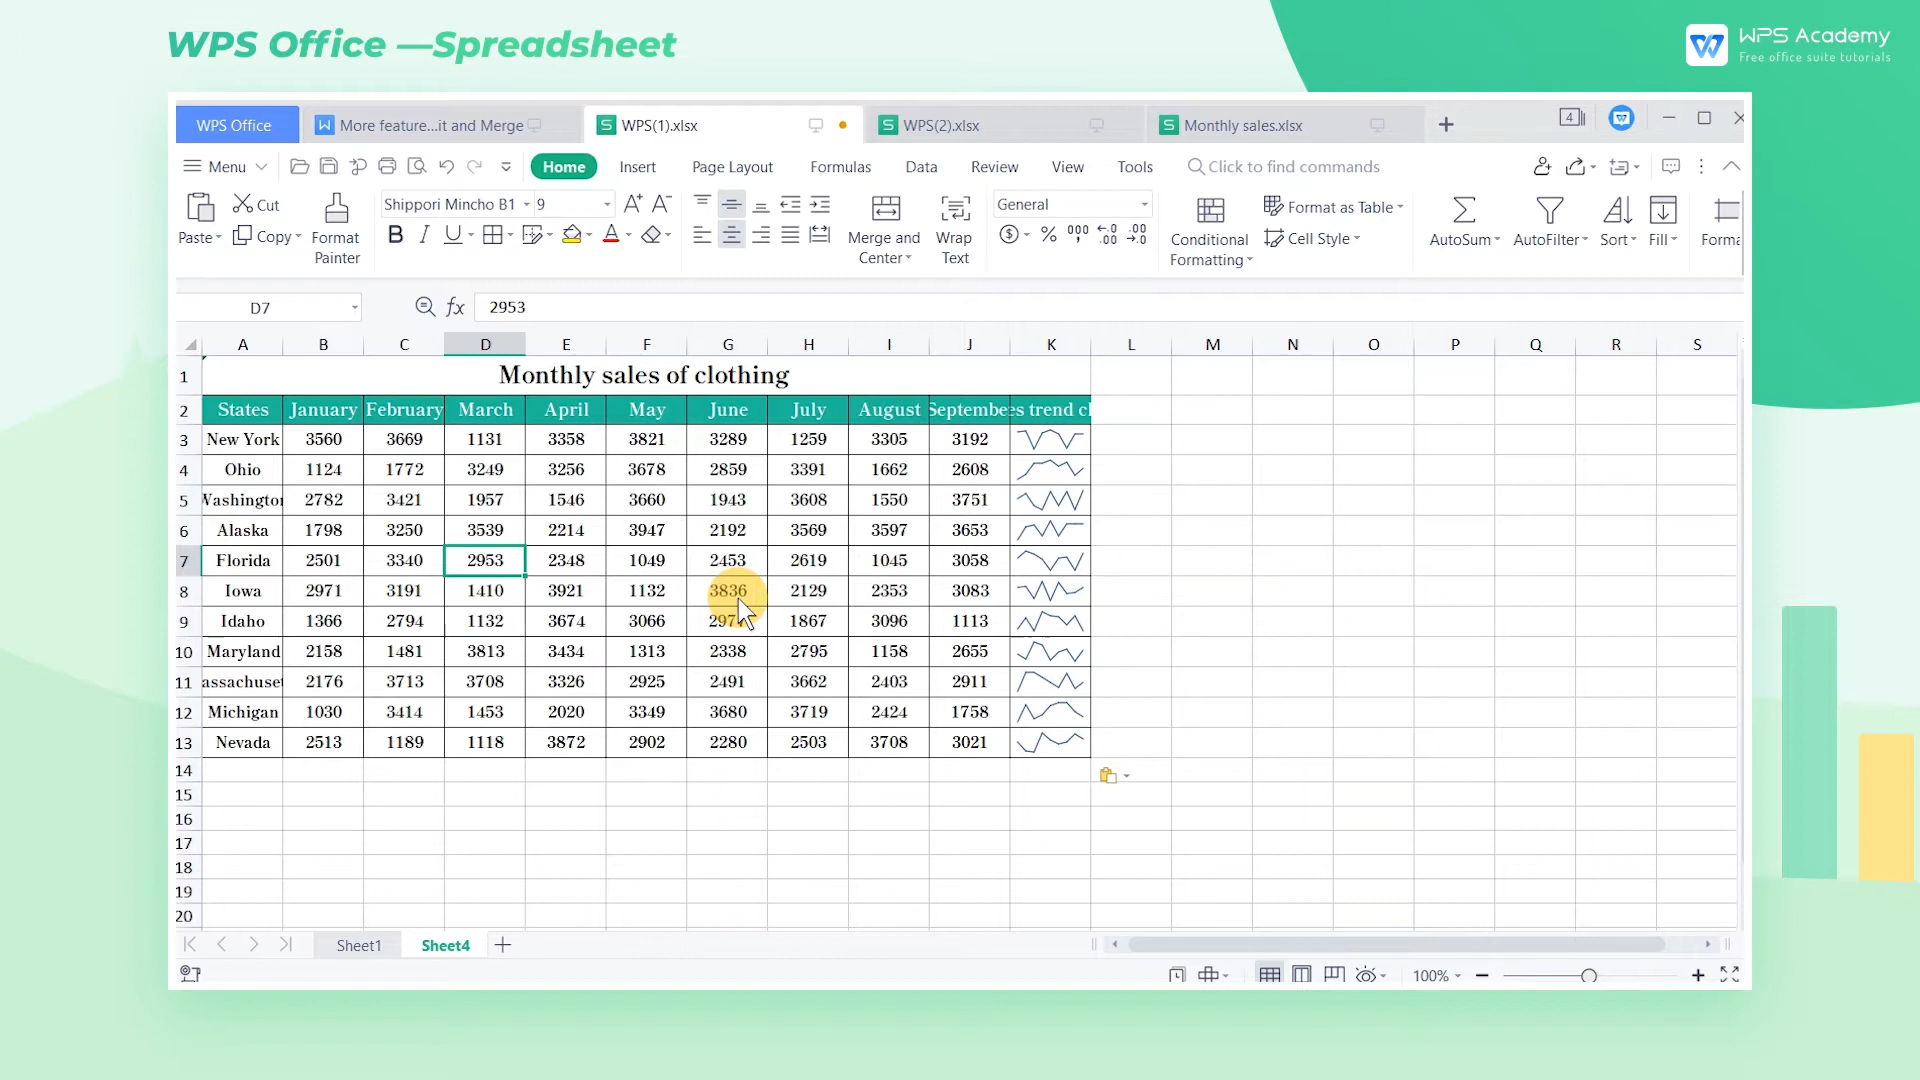 WPS Office —Spreadsheet
WPS Academy
Free office suite tutorials
WPS Office
More feature...it and Merge
WPS(1).xlsx
WPS(2).xlsx
Monthly sales.xlsx
4
Menu
Home
Insert
Page Layout
Formulas
Data
Review
View
Tools
Click to find commands
Paste
Cut
Copy
Format Painter
Shippori Mincho B1
9
Merge and Center
Wrap Text
General
Conditional Formatting
Format as Table
Cell Style
AutoSum
AutoFilter
Sort
Fill
Forma
D7
fx
2953
A B C D E F G H I J K L M N O P Q R S
1 Monthly sales of clothing
2 States January February March April May June July August Septembe es trend cl
3 New York 3560 3669 1131 3358 3821 3289 1259 3305 3192
4 Ohio 1124 1772 3249 3256 3678 2859 3391 1662 2608
5 Washington 2782 3421 1957 1546 3660 1943 3608 1550 3751
6 Alaska 1798 3250 3539 2214 3947 2192 3569 3597 3653
7 Florida 2501 3340 2953 2348 1049 2453 2619 1045 3058
8 Iowa 2971 3191 1410 3921 1132 3836 2129 2353 3083
9 Idaho 1366 2794 1132 3674 3066 1867 3096 1113
10 Maryland 2158 1481 3813 3434 1313 2338 2795 1158 2655
11 assachuset 2176 3713 3708 3326 2925 2491 3662 2403 2911
12 Michigan 1030 3414 1453 2020 3349 3680 3719 2424 1758
13 Nevada 2513 1189 1118 3872 2902 2280 2503 3708 3021
14
15
16
17
18
19
20
Sheet1
Sheet4
100%